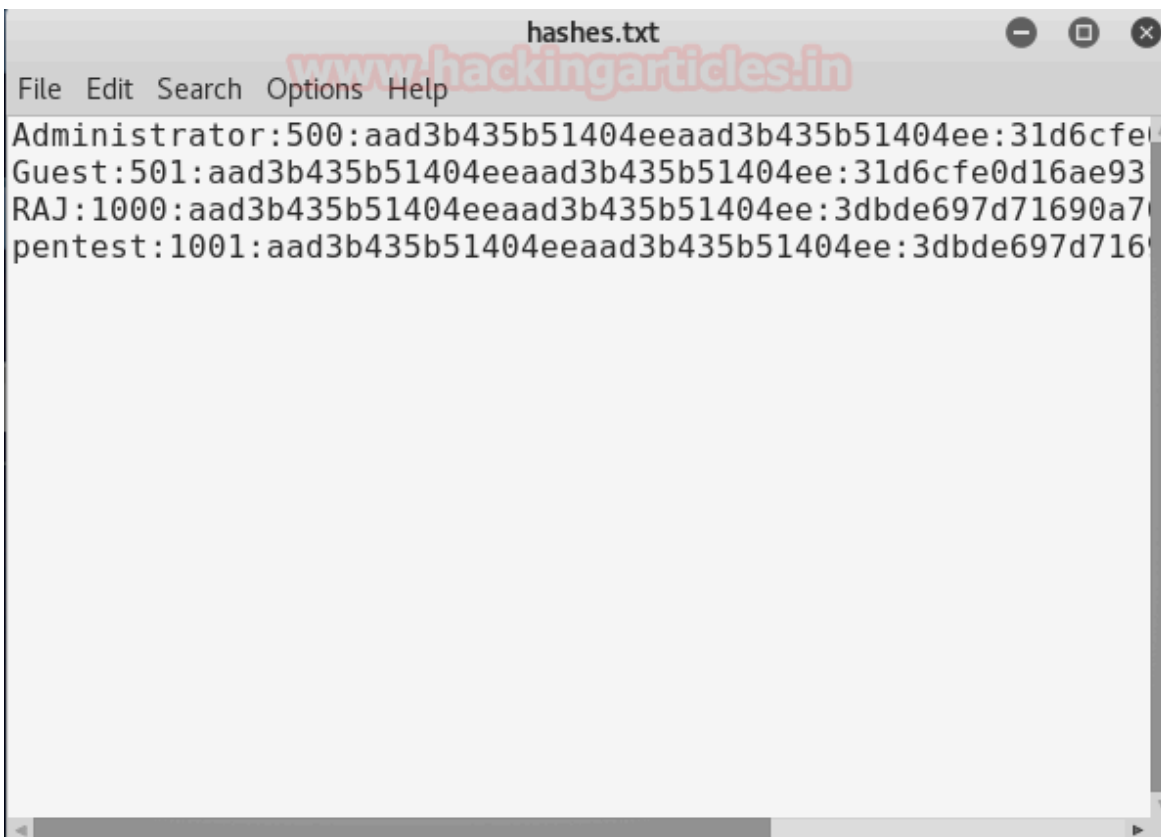 hashes.txt
www.hackingarticles.in
File Edit Search Options Help
Administrator:500:aad3b435b51404eeaad3b435b51404ee:31d6cfe
Guest:501:aad3b435b51404eeaad3b435b51404ee:31d6cfe0d16ae93
RAJ:1000:aad3b435b51404eeaad3b435b51404ee:3dbde697d71690a7
pentest:1001:aad3b435b51404eeaad3b435b51404ee:3dbde697d716